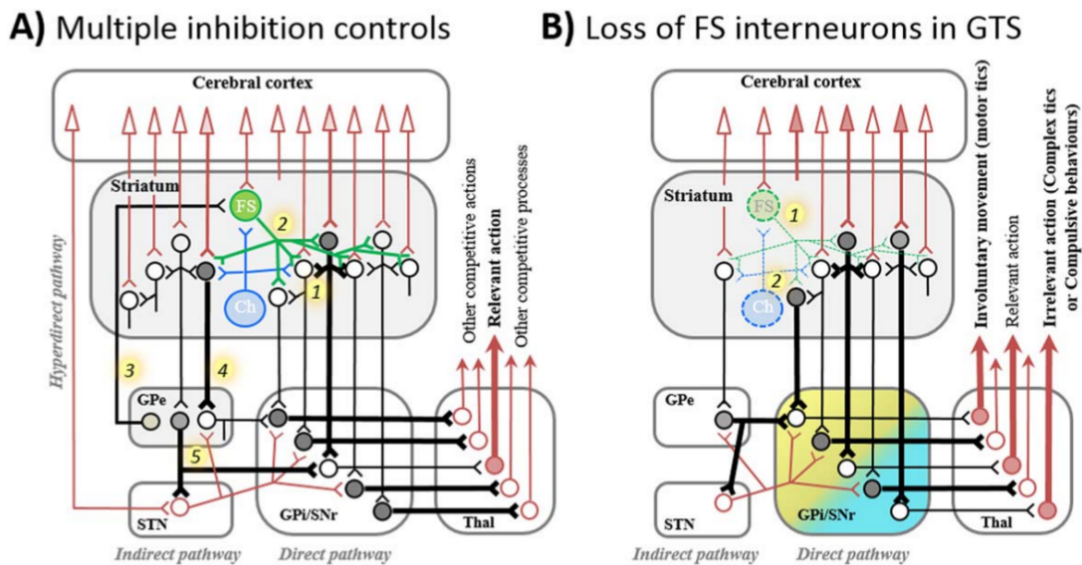 A) Multiple inhibition controls
Cerebral cortex
Striatum
FS
2
1
Ch
Hyperdirect pathway
3
4
GPe
5
STN
GPi/SNr
Thal
Indirect pathway
Direct pathway
Other competitive actions
Relevant action
Other competitive processes
B) Loss of FS interneurons in GTS
Cerebral cortex
Striatum
FS
1
2
Ch
GPe
STN
GPi/SNr
Thal
Indirect pathway
Direct pathway
Involuntary movement (motor tics)
Relevant action
Irrelevant action (Complex tics
or Compulsive behaviours)